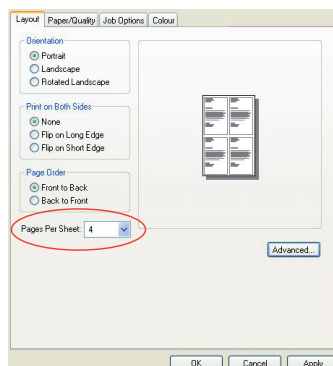 Layout Paper/Quality Job Options Colour
Orientation
Portrait
Landscape
Rotated Landscape
Print on Both Sides
None
Flip on Long Edge
Flip on Short Edge
Page Order
Front to Back
Back to Front
Pages Per Sheet: 4
Advanced...
OK Cancel Apply